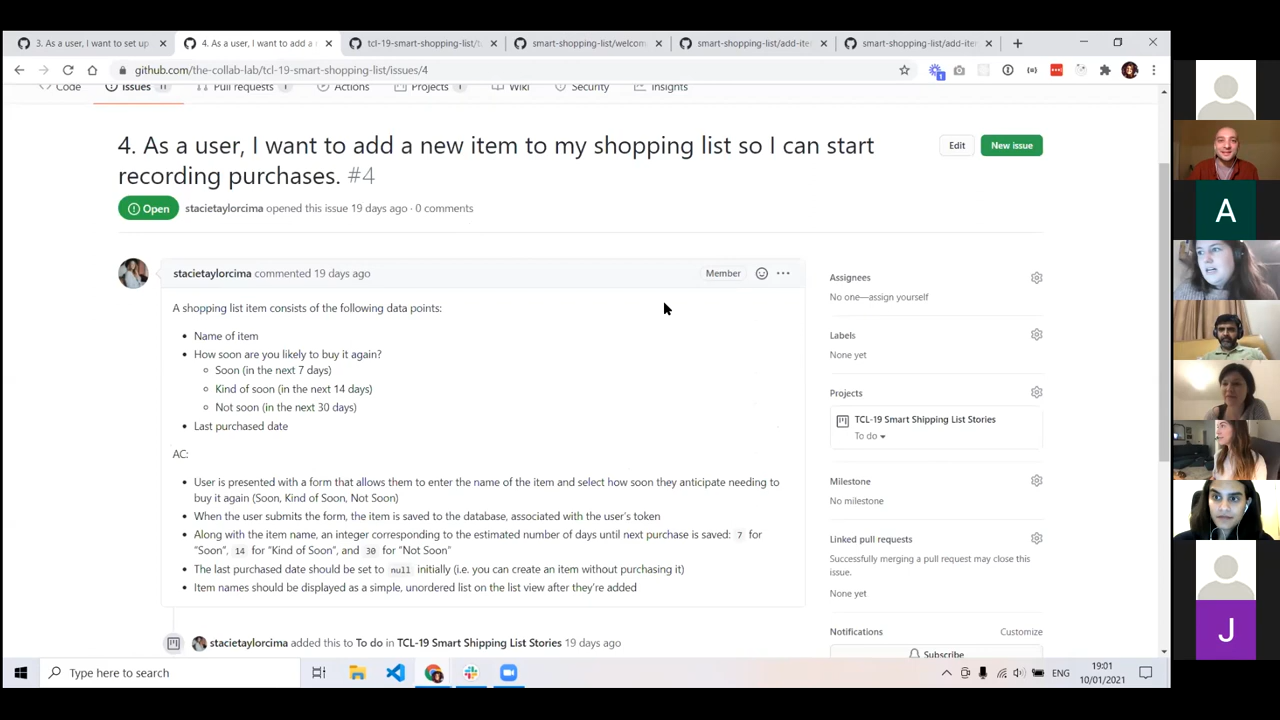 3. As a user, I want to set up
4. As a user, I want to add a
tcl-19-smart-shopping-list/
smart-shopping-list/welcom
smart-shopping-list/add-ite
smart-shopping-list/add-ite
github.com/the-collab-lab/tcl-19-smart-shopping-list/issues/4
Code
Issues 11
Pull requests 1
Actions
Projects 1
Wiki
Security
Insights
4. As a user, I want to add a new item to my shopping list so I can start
recording purchases. #4
Edit
New issue
Open
stacietaylorcima opened this issue 19 days ago · 0 comments
stacietaylorcima commented 19 days ago
Member
A shopping list item consists of the following data points:
Name of item
How soon are you likely to buy it again?
Soon (in the next 7 days)
Kind of soon (in the next 14 days)
Not soon (in the next 30 days)
Last purchased date
AC:
User is presented with a form that allows them to enter the name of the item and select how soon they anticipate needing to
buy it again (Soon, Kind of Soon, Not Soon)
When the user submits the form, the item is saved to the database, associated with the user's token
Along with the item name, an integer corresponding to the estimated number of days until next purchase is saved: 7 for
"Soon", 14 for "Kind of Soon", and 30 for "Not Soon"
The last purchased date should be set to null initially (i.e. you can create an item without purchasing it)
Item names should be displayed as a simple, unordered list on the list view after they're added
stacietaylorcima added this to To do in TCL-19 Smart Shipping List Stories 19 days ago
Assignees
No one—assign yourself
Labels
None yet
Projects
TCL-19 Smart Shipping List Stories
To do
Milestone
No milestone
Linked pull requests
Successfully merging a pull request may close this
issue.
None yet
Notifications
Customize
Subscribe
Type here to search
ENG
19:01
10/01/2021
A
J